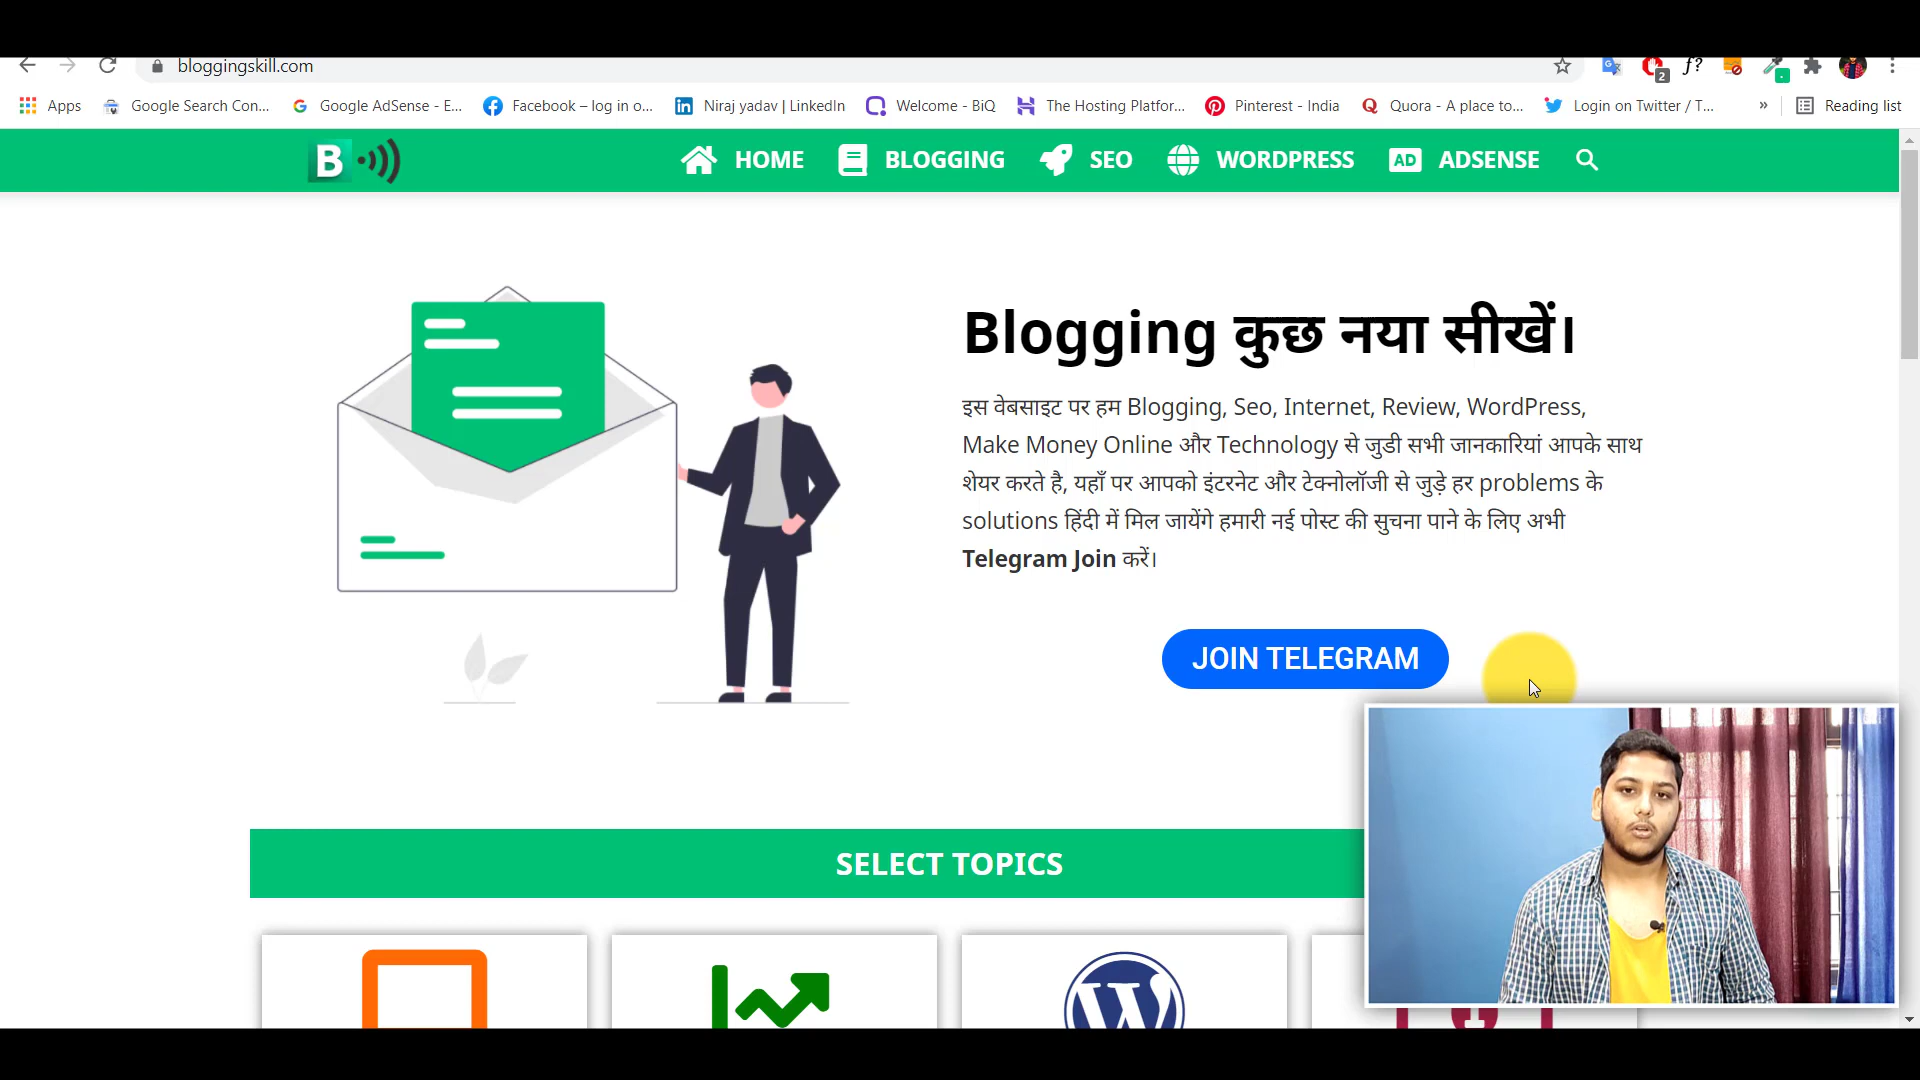 bloggingskill.com
2
f?
Apps
Google Search Con...
Google AdSense - E...
Facebook – log in o...
Niraj yadav | LinkedIn
Welcome - BiQ
The Hosting Platfor...
Pinterest - India
Quora - A place to...
Login on Twitter / T...
»
Reading list
B
HOME
BLOGGING
SEO
WORDPRESS
AD
ADSENSE
Blogging कुछ नया सीखें।
इस वेबसाइट पर हम Blogging, Seo, Internet, Review, WordPress,
Make Money Online और Technology से जुडी सभी जानकारियां आपके साथ
शेयर करते है, यहाँ पर आपको इंटरनेट और टेक्नोलॉजी से जुड़े हर problems के
solutions हिंदी में मिल जायेंगे हमारी नई पोस्ट की सुचना पाने के लिए अभी
Telegram Join करें।
JOIN TELEGRAM
SELECT TOPICS